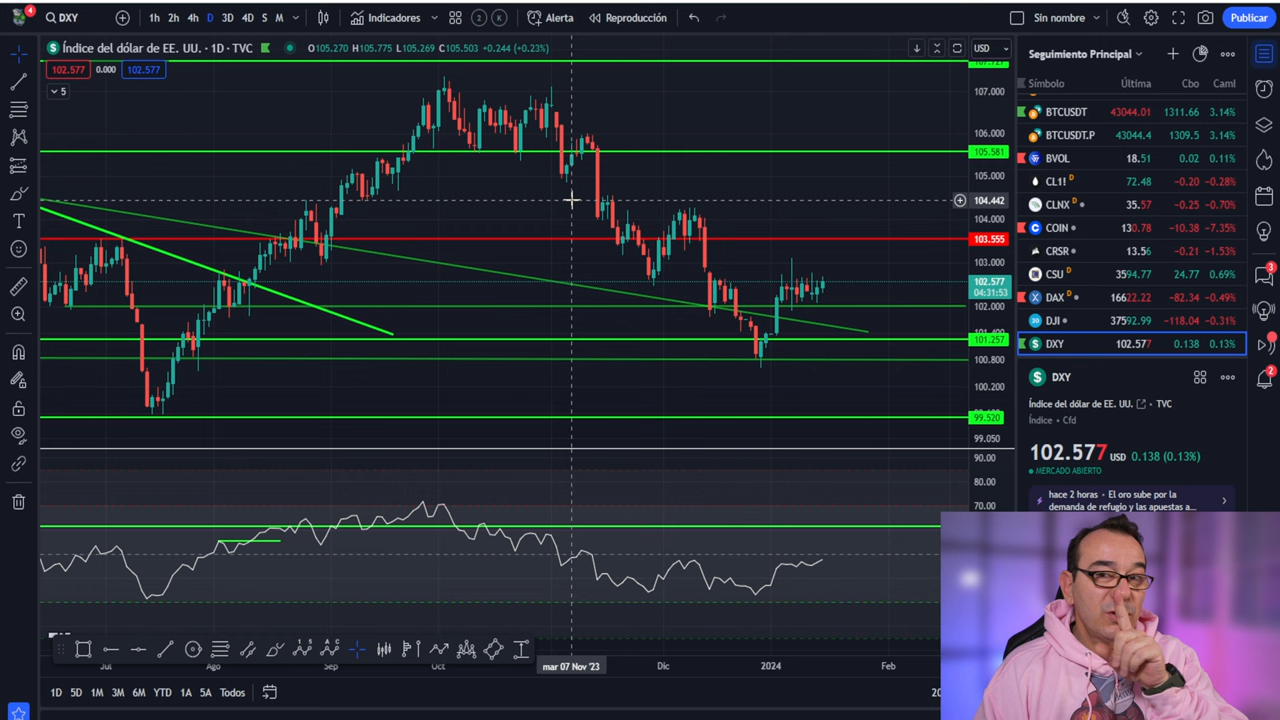 4
DXY
1h 2h 4h D 3D 4D S M
Indicadores
2 K
Alerta
Reproducción
Sin nombre
Publicar
Índice del dólar de EE. UU. · 1D · TVC
O105.270 H105.775 L105.269 C105.503 +0.244 (+0.23%)
USD
102.577 0.000 102.577
5
107.000
106.000
105.581
105.000
104.442
104.000
103.555
103.000
102.577
04:31:53
102.000
101.257
100.800
100.200
99.520
99.050
90.00
80.00
70.00
Jul Ago Sep Oct mar 07 Nov '23 Dic 2024 Feb
1D 5D 1M 3M 6M YTD 1A 5A Todos
Seguimiento Principal
Símbolo Última Cbo Cam%
BTCUSDT 43044.01 1311.66 3.14%
BTCUSDT.P 43044.4 1309.5 3.14%
BVOL 18.51 0.02 0.11%
CL1! D 72.48 −0.20 −0.28%
CLNX D 35.57 −0.25 −0.70%
COIN 130.78 −10.38 −7.35%
CRSR 13.56 −0.21 −1.53%
CSU D 3594.77 24.77 0.69%
DAX D 16622.22 −82.34 −0.49%
DJI 37592.99 −118.04 −0.31%
DXY 102.577 0.138 0.13%
DXY
Índice del dólar de EE. UU. · TVC
Índice · Cfd
102.577 USD 0.138 (0.13%)
MERCADO ABIERTO
hace 2 horas · El oro sube por la
demanda de refugio y las apuestas a...
3
2